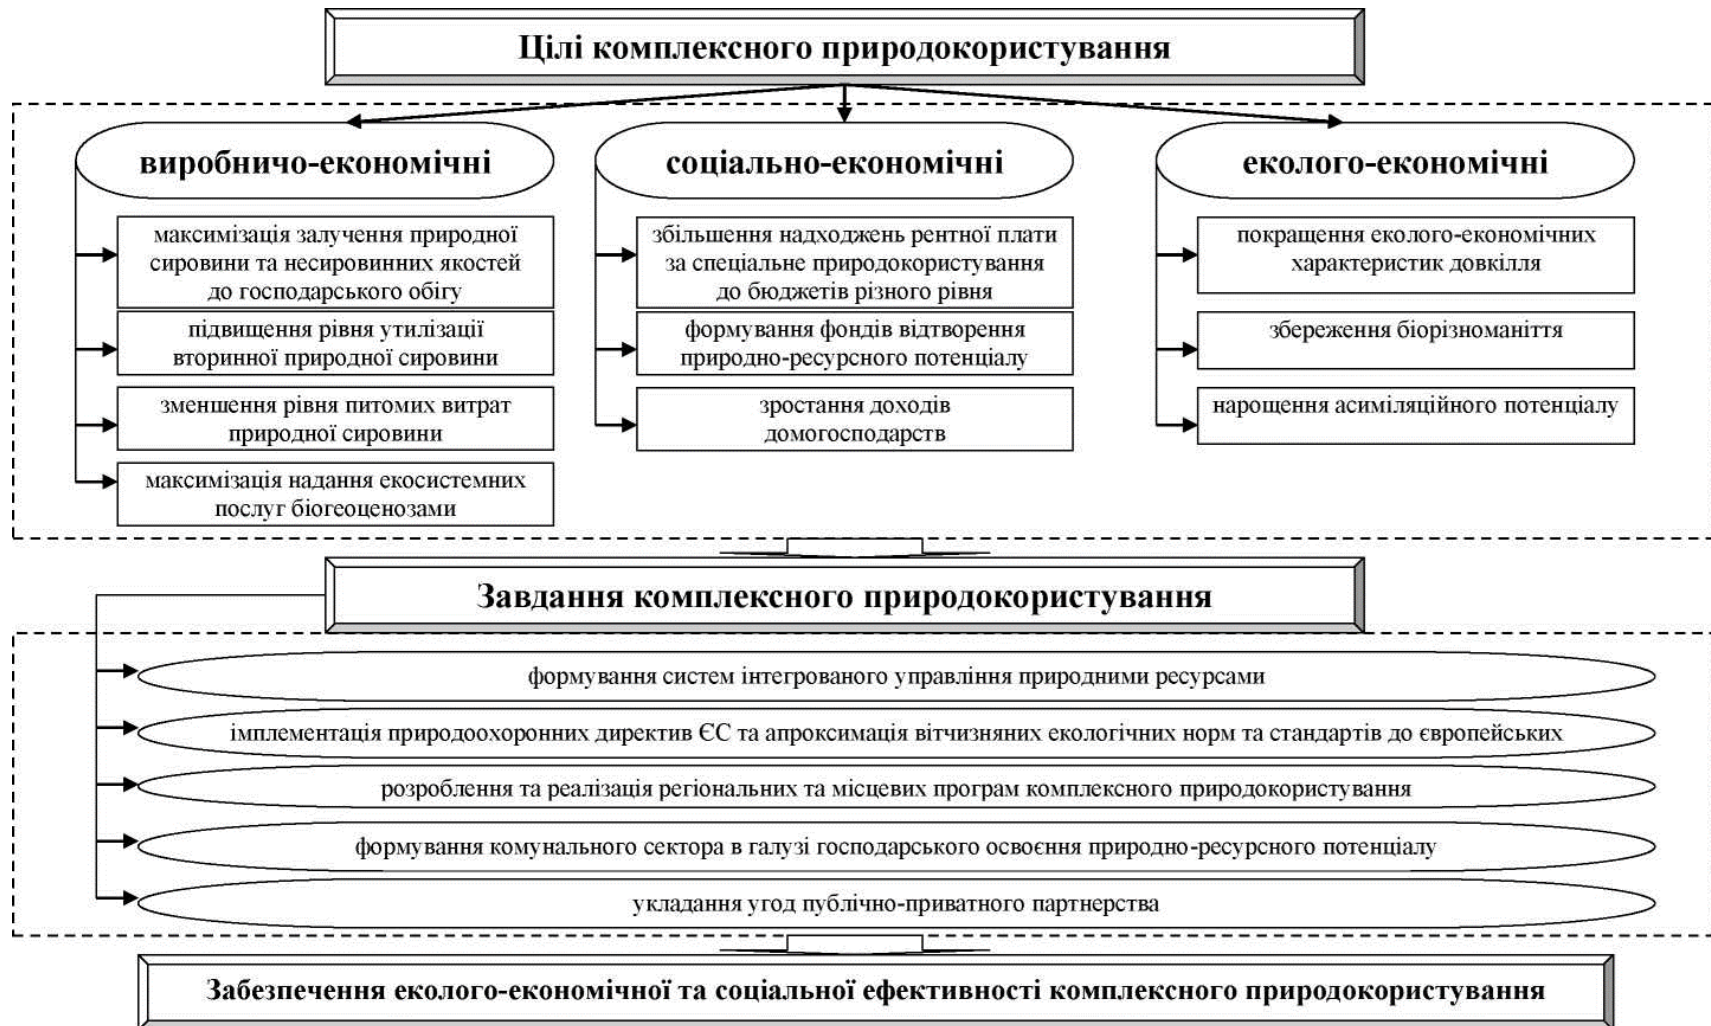 Цілі комплексного природокористування
виробничо-економічні
максимізація залучення природної
сировини та несировинних якостей
до господарського обігу
підвищення рівня утилізації
вторинної природної сировини
зменшення рівня питомих витрат
природної сировини
максимізація надання екосистемних
послуг біогеоценозами
соціально-економічні
збільшення надходжень рентної плати
за спеціальне природокористування
до бюджетів різного рівня
формування фондів відтворення
природно-ресурсного потенціалу
зростання доходів
домогосподарств
еколого-економічні
покращення еколого-економічних
характеристик довкілля
збереження біорізноманіття
нарощення асиміляційного потенціалу
Завдання комплексного природокористування
формування систем інтегрованого управління природними ресурсами
імплементація природоохоронних директив ЄС та апроксимація вітчизняних екологічних норм та стандартів до європейських
розроблення та реалізація регіональних та місцевих програм комплексного природокористування
формування комунального сектора в галузі господарського освоєння природно-ресурсного потенціалу
укладання угод публічно-приватного партнерства
Забезпечення еколого-економічної та соціальної ефективності комплексного природокористування